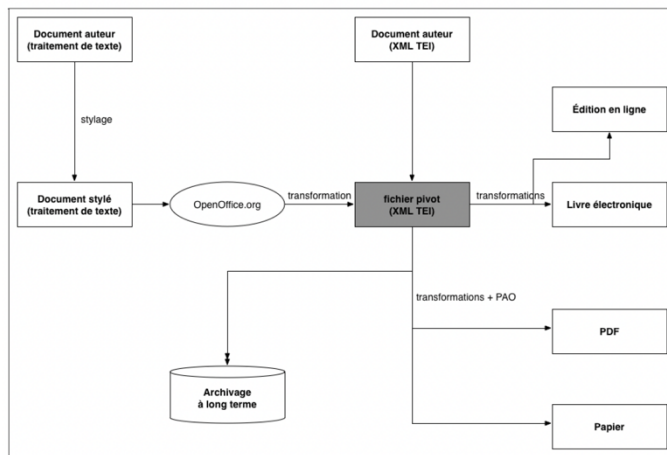 Document auteur
(traitement de texte)
Document auteur
(XML TEI)
Édition en ligne
stylage
Document stylé
(traitement de texte)
OpenOffice.org
transformation
fichier pivot
(XML TEI)
transformations
Livre électronique
transformations + PAO
PDF
Archivage
à long terme
Papier